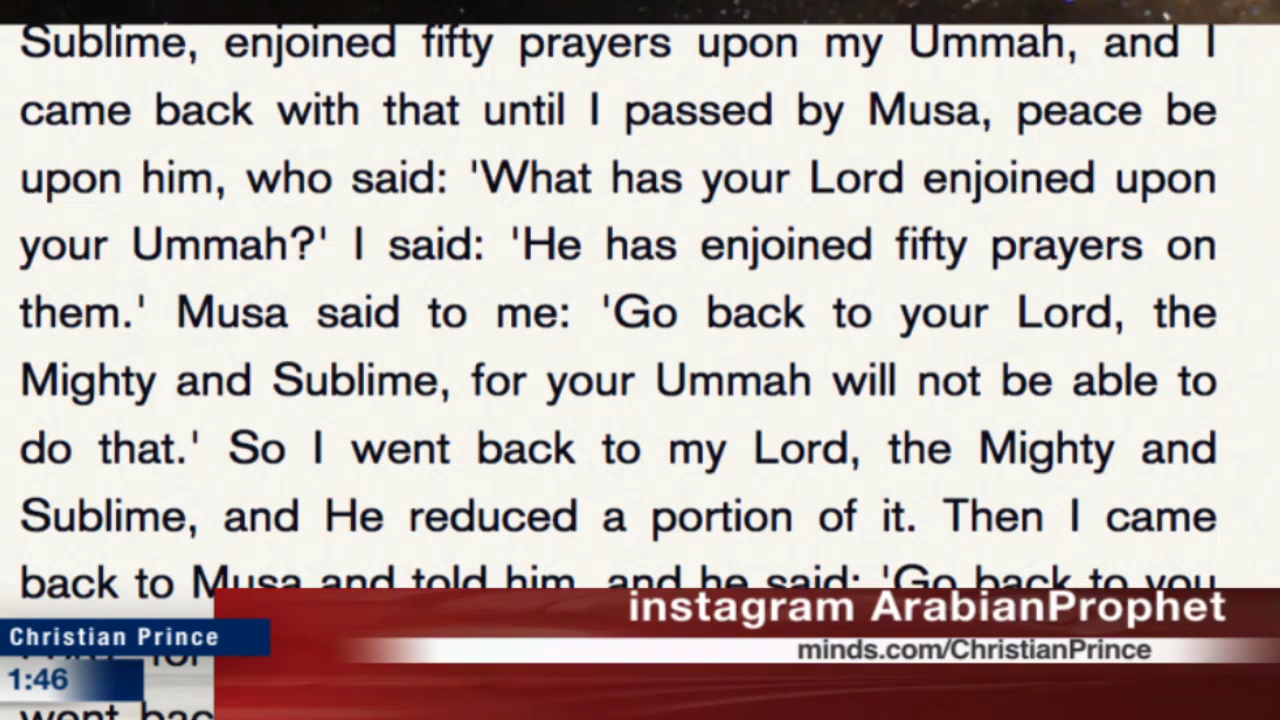 Sublime, enjoined fifty prayers upon my Ummah, and I
came back with that until I passed by Musa, peace be
upon him, who said: 'What has your Lord enjoined upon
your Ummah?' I said: 'He has enjoined fifty prayers on
them.' Musa said to me: 'Go back to your Lord, the
Mighty and Sublime, for your Ummah will not be able to
do that.' So I went back to my Lord, the Mighty and
Sublime, and He reduced a portion of it. Then I came
back to Musa and told him, and he said: 'Go back to you
instagram ArabianProphet
Christian Prince
minds.com/ChristianPrince
for
1:46
went bac